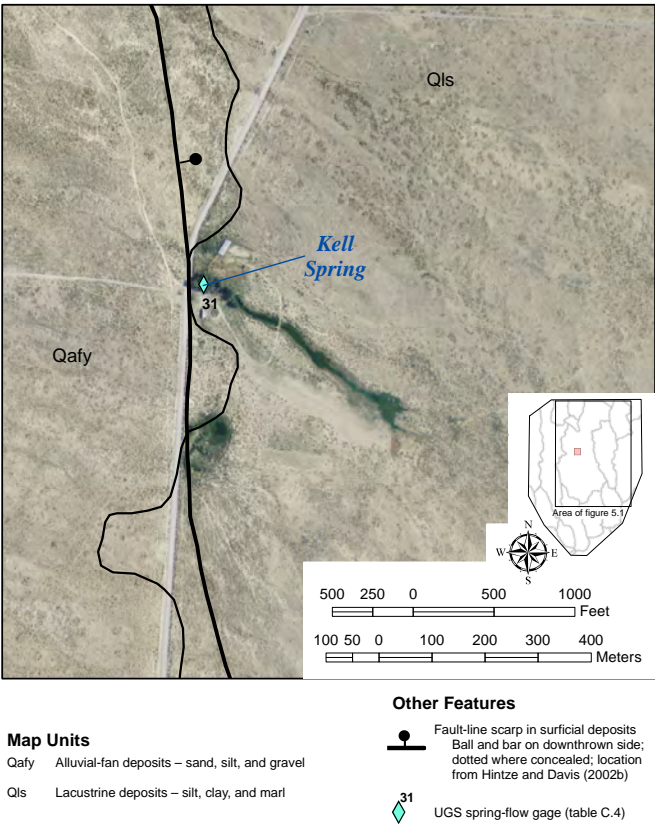 Qls
Kell
Spring
31
Qafy
Area of figure 5.1
N
W E
S
500 250 0 500 1000
Feet
100 50 0 100 200 300 400
Meters
Other Features
Fault-line scarp in surficial deposits
Ball and bar on downthrown side;
dotted where concealed; location
from Hintze and Davis (2002b)
31
UGS spring-flow gage (table C.4)
Map Units
Qafy Alluvial-fan deposits – sand, silt, and gravel
Qls Lacustrine deposits – silt, clay, and marl